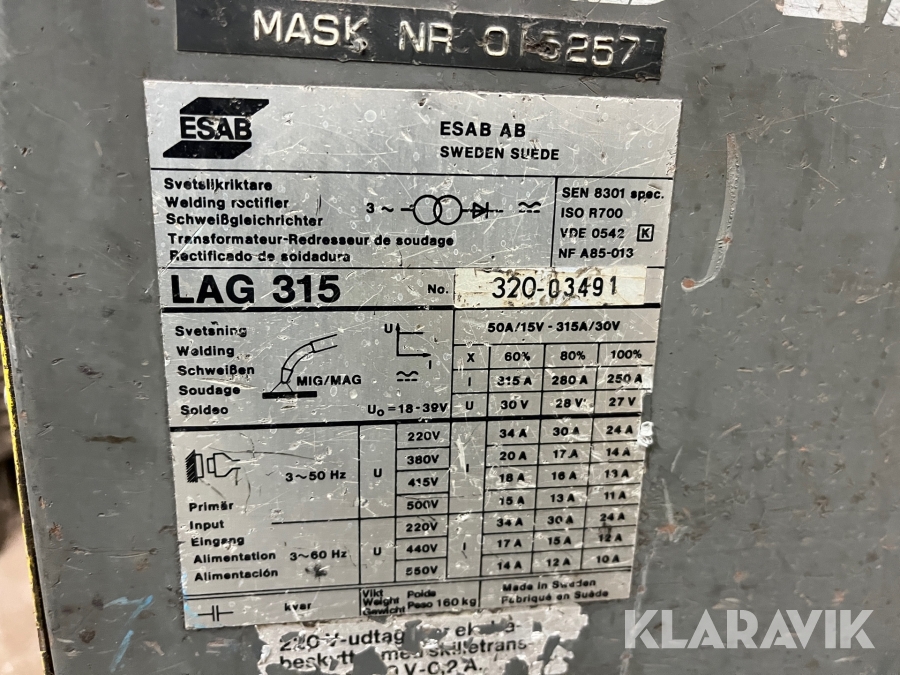 MASK NR 015257
ESAB
ESAB AB
SWEDEN SUÈDE
Svetslikriktare
Welding rectifier
Schweißgleichrichter
Transformateur-Redresseur de soudage
Rectificado de soldadura
3 ~
SEN 8301 spec.
ISO R700
VDE 0542 K
NF A85-013
LAG 315 No. 320-03491
Svetsning
Welding
Schweißen
Soudage
Soldeo
MIG/MAG
U
I
U₀ = 18-39V
50A/15V - 315A/30V
X 60% 80% 100%
I 315 A 280 A 250 A
U 30 V 28 V 27 V
Primär
Input
Eingang
Alimentation
Alimentación
3~50 Hz U I
220V 34 A 30 A 24 A
380V 20 A 17 A 14 A
415V 18 A 16 A 13 A
500V 15 A 13 A 11 A
3~60 Hz U I
220V 34 A 30 A 24 A
440V 17 A 15 A 12 A
550V 14 A 12 A 10 A
kvar
Vikt Poids
Weight Peso 160 kg
Gewicht
Made in Sweden
Fabriqué en Suède
V-udtag
V-0,2 A.
KLARAVIK